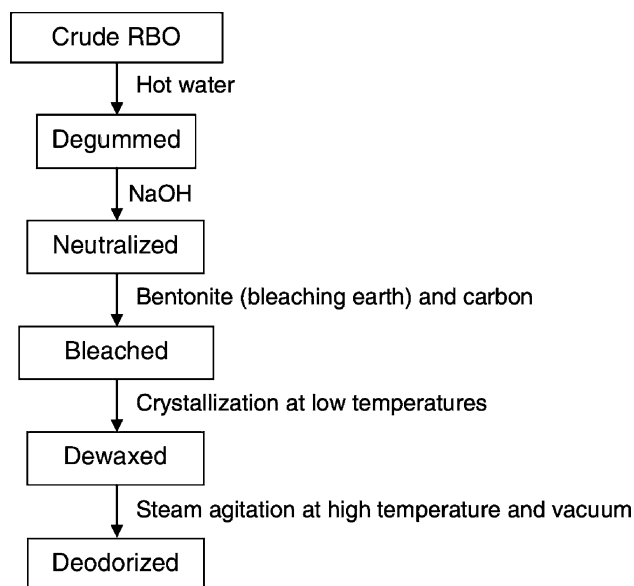 Crude RBO
Hot water
Degummed
NaOH
Neutralized
Bentonite (bleaching earth) and carbon
Bleached
Crystallization at low temperatures
Dewaxed
Steam agitation at high temperature and vacuum
Deodorized